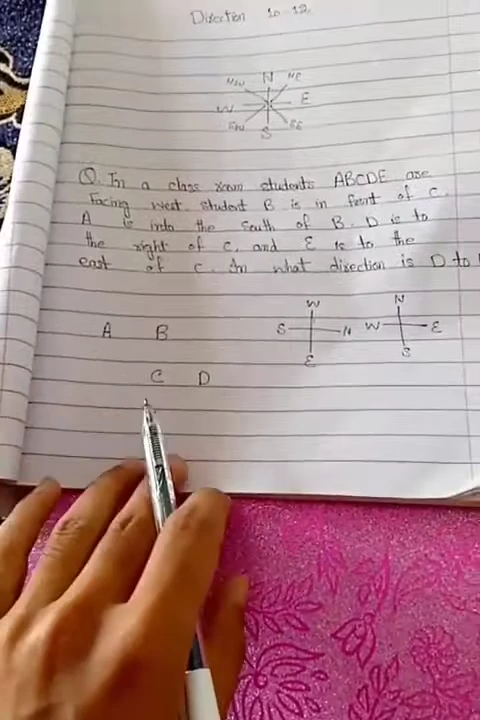 Direction 10-12
NW N NE
W E
SW S SE
Q. In a class room students ABCDE are
Facing west. student B is in front of C.
A is into the south of B. D is to
the right of C. and E is to the
east of C. In what direction is D to
W N
A B S N W E
E S
C D